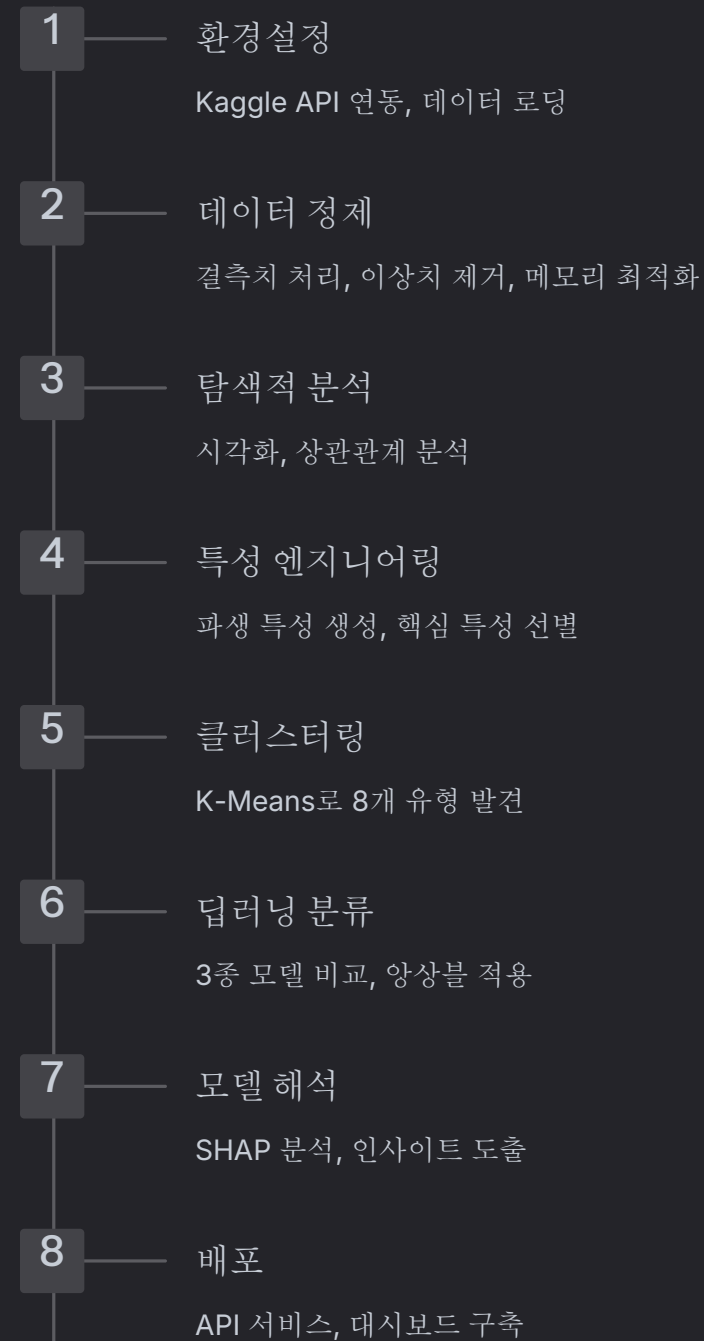 1
환경설정
Kaggle API 연동, 데이터 로딩
2
데이터 정제
결측치 처리, 이상치 제거, 메모리 최적화
3
탐색적 분석
시각화, 상관관계 분석
4
특성 엔지니어링
파생 특성 생성, 핵심 특성 선별
5
클러스터링
K-Means로 8개 유형 발견
6
딥러닝 분류
3종 모델 비교, 앙상블 적용
7
모델 해석
SHAP 분석, 인사이트 도출
8
배포
API 서비스, 대시보드 구축